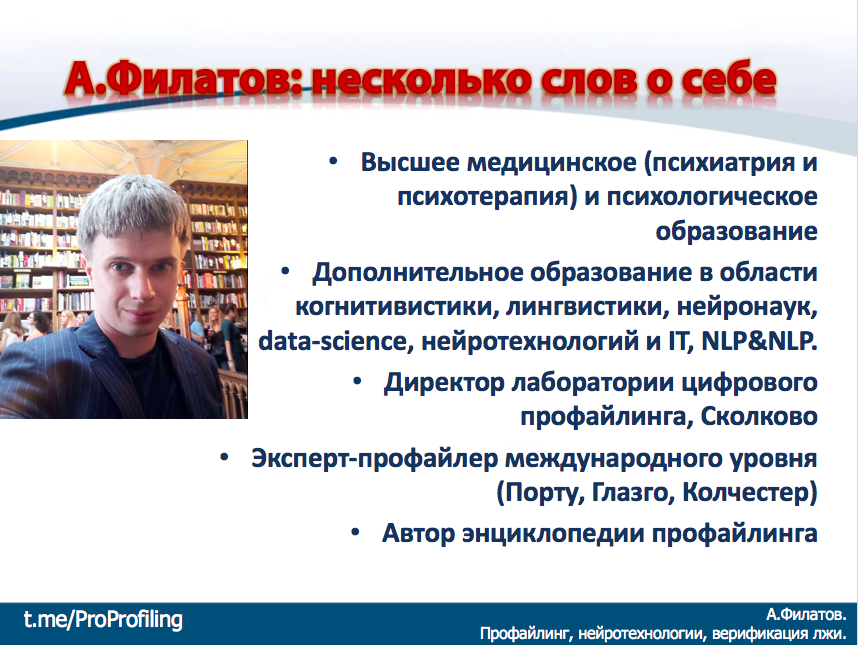 А.Филатов: несколько слов о себе
• Высшее медицинское (психиатрия и
психотерапия) и психологическое
образование
• Дополнительное образование в области
когнитивистики, лингвистики, нейронаук,
data-science, нейротехнологий и IT, NLP&NLP.
• Директор лаборатории цифрового
профайлинга, Сколково
• Эксперт-профайлер международного уровня
(Порту, Глазго, Колчестер)
• Автор энциклопедии профайлинга
t.me/ProProfiling
А.Филатов.
Профайлинг, нейротехнологии, верификация лжи.